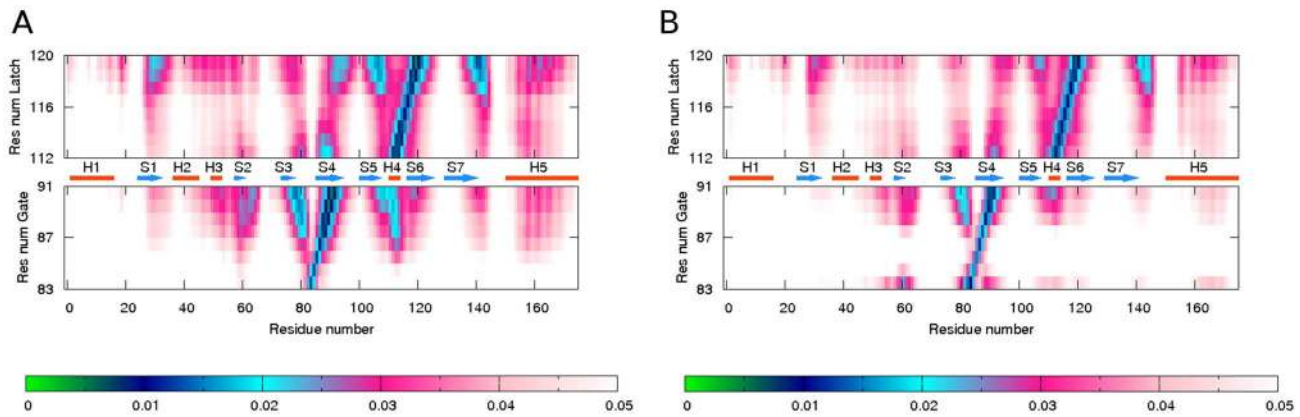 A
Res num Latch
120
116
112
H1 S1 H2 H3 S2 S3 S4 S5 H4 S6 S7 H5
Res num Gate
91
87
83
0 20 40 60 80 100 120 140 160
Residue number
0 0.01 0.02 0.03 0.04 0.05
B
Res num Latch
120
116
112
H1 S1 H2 H3 S2 S3 S4 S5 H4 S6 S7 H5
Res num Gate
91
87
83
0 20 40 60 80 100 120 140 160
Residue number
0 0.01 0.02 0.03 0.04 0.05